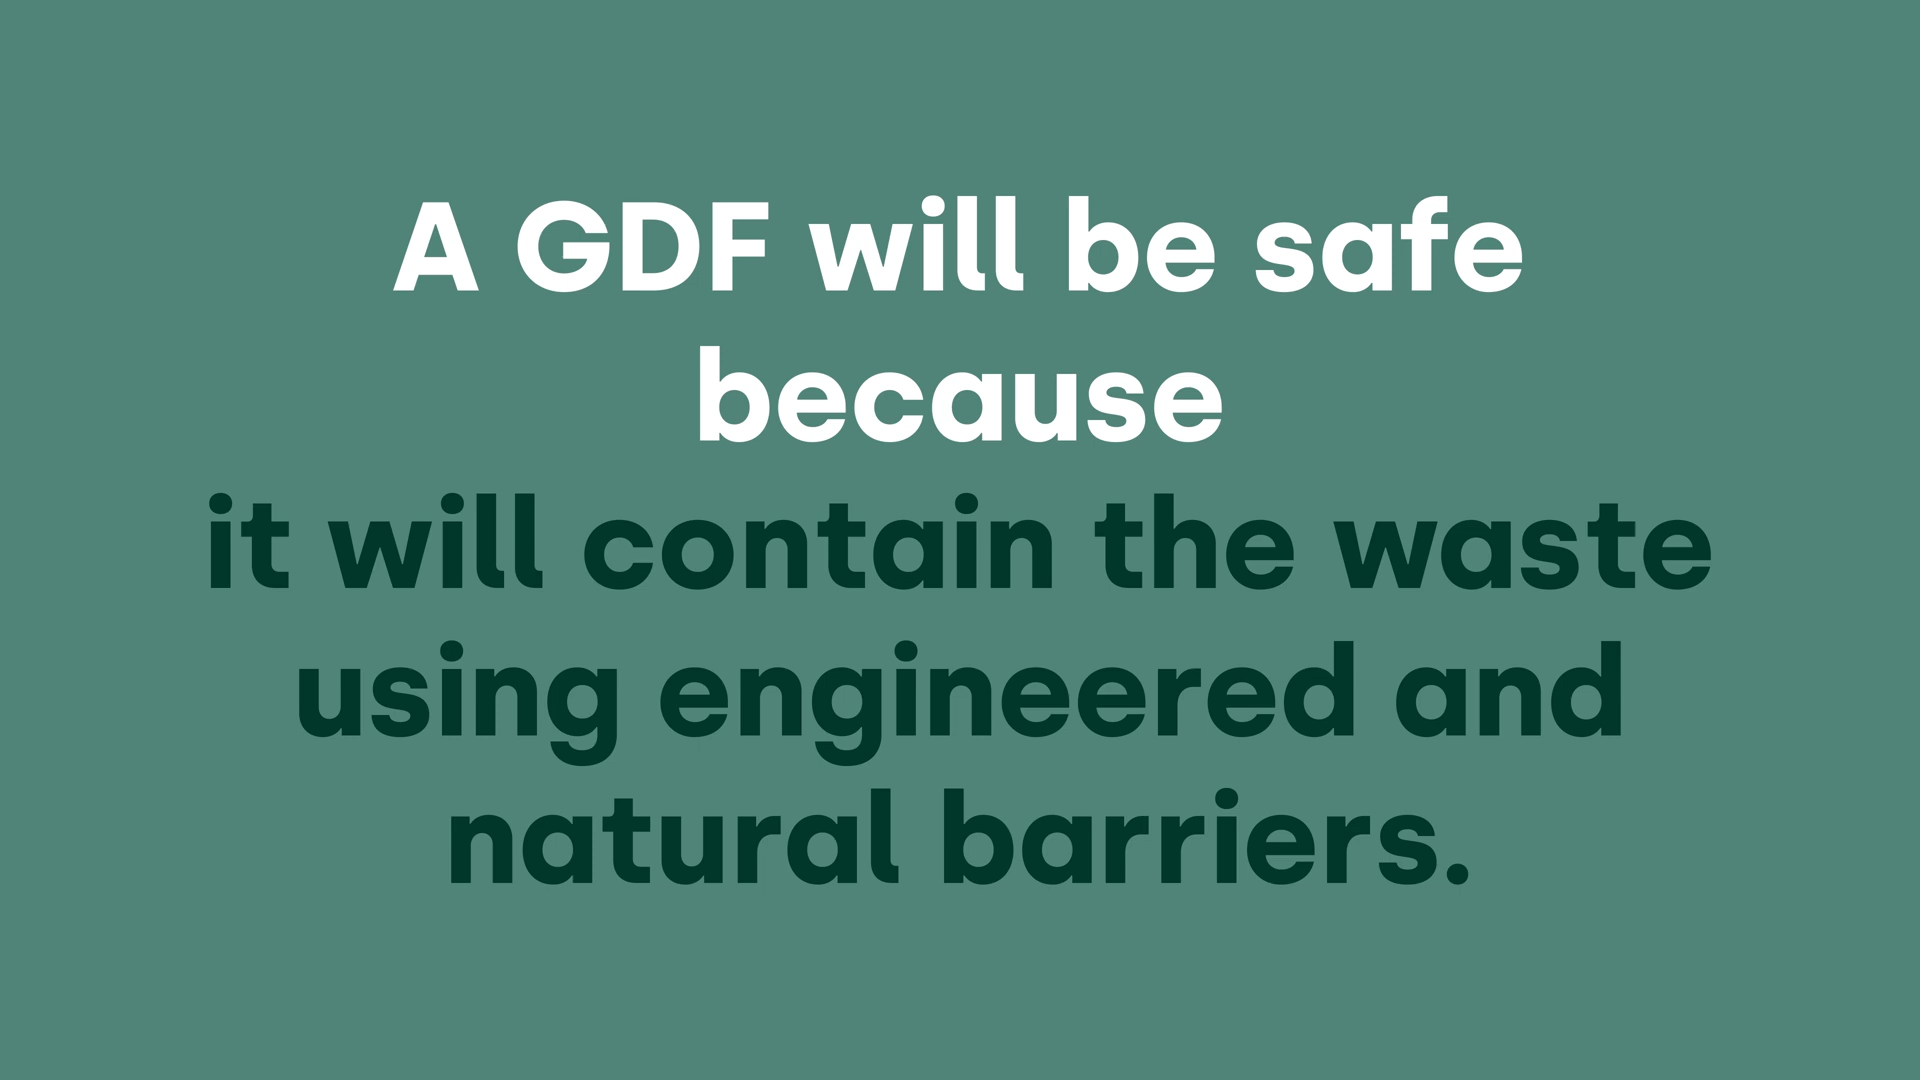 A GDF will be safe
because
it will contain the waste
using engineered and
natural barriers.